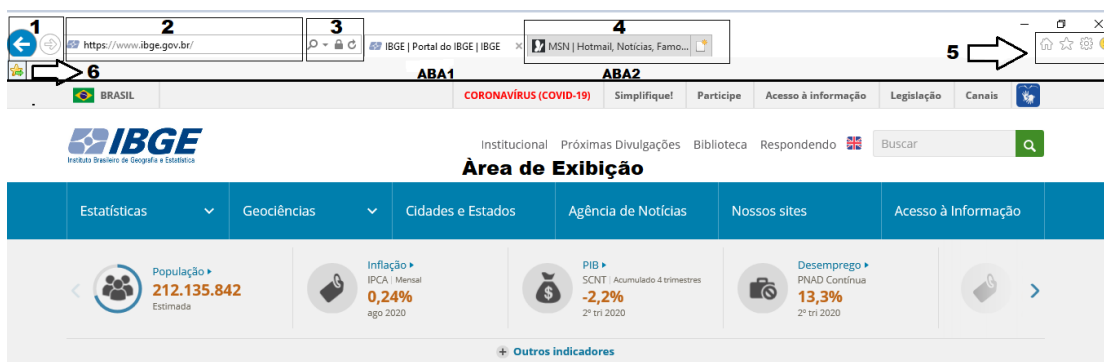 1 2 3 4
https://www.ibge.gov.br/
IBGE | Portal do IBGE | IBGE
MSN | Hotmail, Notícias, Famo...
5
6
ABA1 ABA2
BRASIL
CORONAVÍRUS (COVID-19) Simplifique! Participe Acesso à informação Legislação Canais
IBGE
Instituto Brasileiro de Geografia e Estatística
Institucional Próximas Divulgações Biblioteca Respondendo
Buscar
Àrea de Exibição
Estatísticas Geociências Cidades e Estados Agência de Notícias Nossos sites Acesso à Informação
População
212.135.842
Estimada
Inflação
IPCA | Mensal
0,24%
ago 2020
PIB
SCNT | Acumulado 4 trimestres
-2,2%
2º tri 2020
Desemprego
PNAD Contínua
13,3%
2º tri 2020
Outros indicadores